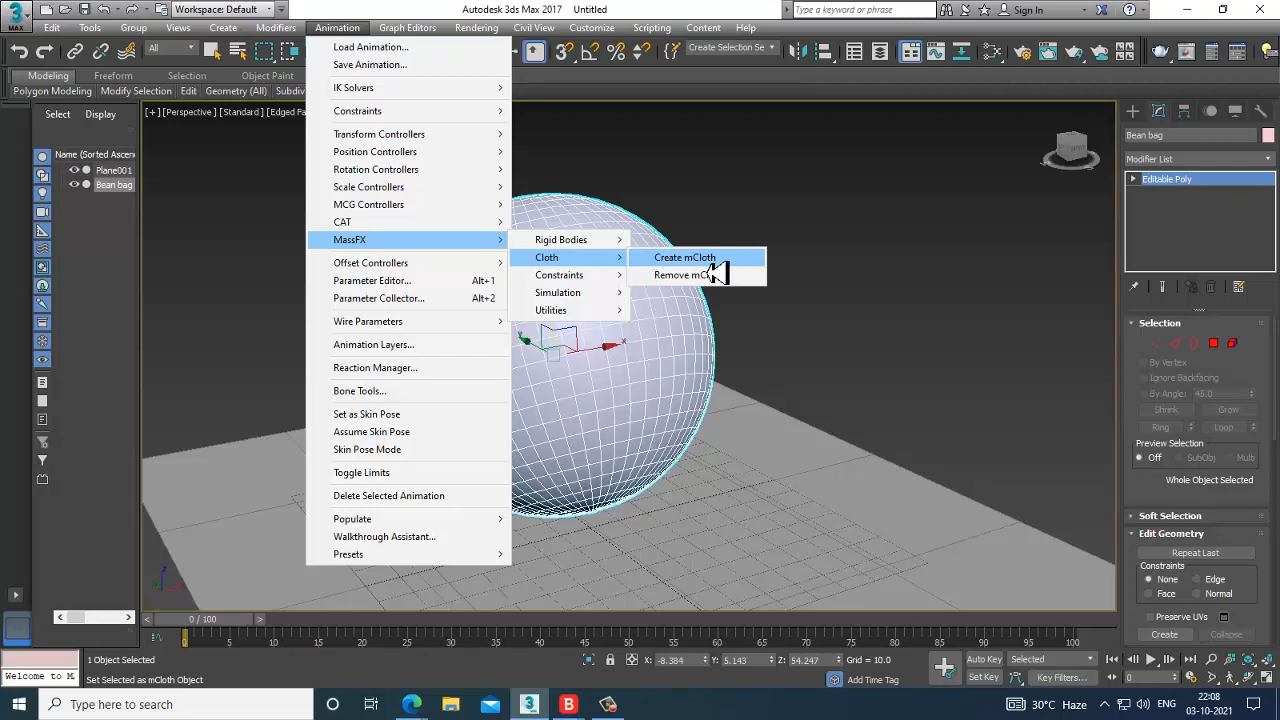 MAX
Workspace: Default
Autodesk 3ds Max 2017 Untitled
Type a keyword or phrase
Sign In
Edit Tools Group Views Create Modifiers Animation Graph Editors Rendering Civil View Customize Scripting Content Help
All
Create Selection Se
Modeling Freeform Selection Object Paint
Polygon Modeling Modify Selection Edit Geometry (All) Subdiv
Select Display
Name (Sorted Ascen
Plane001
Bean bag
[+] [Perspective] [Standard] [Edged Fa
Load Animation...
Save Animation...
IK Solvers
Constraints
Transform Controllers
Position Controllers
Rotation Controllers
Scale Controllers
MCG Controllers
CAT
MassFX
Offset Controllers
Parameter Editor... Alt+1
Parameter Collector... Alt+2
Wire Parameters
Animation Layers...
Reaction Manager...
Bone Tools...
Set as Skin Pose
Assume Skin Pose
Skin Pose Mode
Toggle Limits
Delete Selected Animation
Populate
Walkthrough Assistant...
Presets
Rigid Bodies
Cloth
Constraints
Simulation
Utilities
Create mCloth
Remove mC
x
y
z
Bean bag
Modifier List
Editable Poly
Selection
By Vertex
Ignore Backfacing
By Angle: 45.0
Shrink Grow
Ring Loop
Preview Selection
Off SubObj Multi
Whole Object Selected
Soft Selection
Edit Geometry
Repeat Last
Constraints
None Edge
Face Normal
Preserve UVs
Create Collapse
0 / 100
0 5 10 15 20 25 30 35 40 45 50 55 60 65 70 75 80 85 90 95 100
1 Object Selected
X: -8.384 Y: 5.143 Z: 54.247 Grid = 10.0
Auto Key Selected
Welcome to M
Set Selected as mCloth Object
Add Time Tag
Set Key Key Filters... 0
Type here to search
30°C Haze
ENG
22:08
03-10-2021